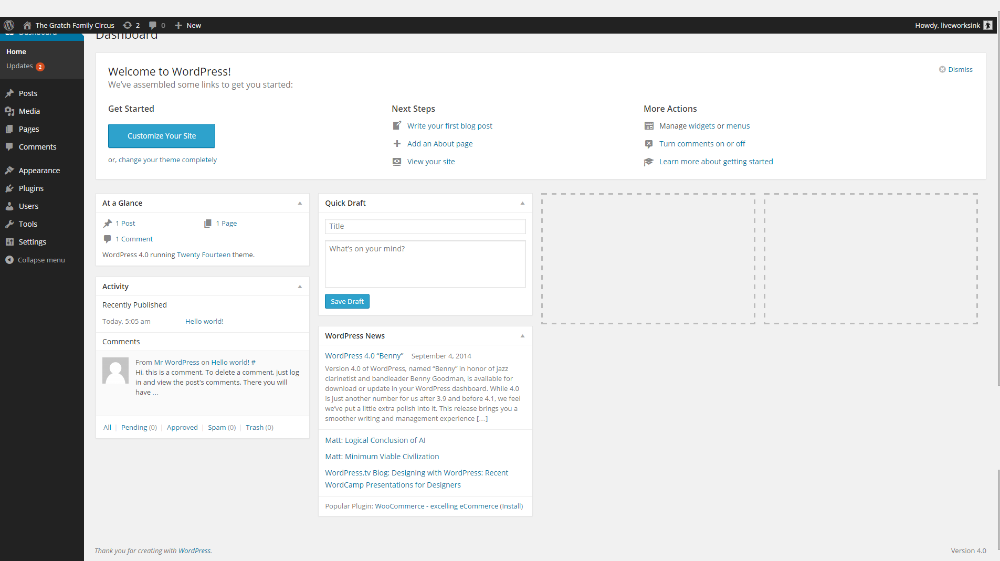 The Gratch Family Circus 2 0 New Howdy, liveworksink
Dashboard
Dashboard
Home
Updates 2
Posts
Media
Pages
Comments
Appearance
Plugins
Users
Tools
Settings
Collapse menu
Welcome to WordPress!
We’ve assembled some links to get you started:
Dismiss
Get Started
Customize Your Site
or, change your theme completely
Next Steps
Write your first blog post
Add an About page
View your site
More Actions
Manage widgets or menus
Turn comments on or off
Learn more about getting started
At a Glance
1 Post 1 Page
1 Comment
WordPress 4.0 running Twenty Fourteen theme.
Activity
Recently Published
Today, 5:05 am Hello world!
Comments
From Mr WordPress on Hello world! #
Hi, this is a comment. To delete a comment, just log
in and view the post's comments. There you will
have …
All | Pending (0) | Approved | Spam (0) | Trash (0)
Quick Draft
Title
What’s on your mind?
Save Draft
WordPress News
WordPress 4.0 “Benny” September 4, 2014
Version 4.0 of WordPress, named “Benny” in honor of jazz
clarinetist and bandleader Benny Goodman, is available for
download or update in your WordPress dashboard. While 4.0
is just another number for us after 3.9 and before 4.1, we feel
we’ve put a little extra polish into it. This release brings you a
smoother writing and management experience […]
Matt: Logical Conclusion of AI
Matt: Minimum Viable Civilization
WordPress.tv Blog: Designing with WordPress: Recent
WordCamp Presentations for Designers
Popular Plugin: WooCommerce - excelling eCommerce (Install)
Thank you for creating with WordPress.
Version 4.0